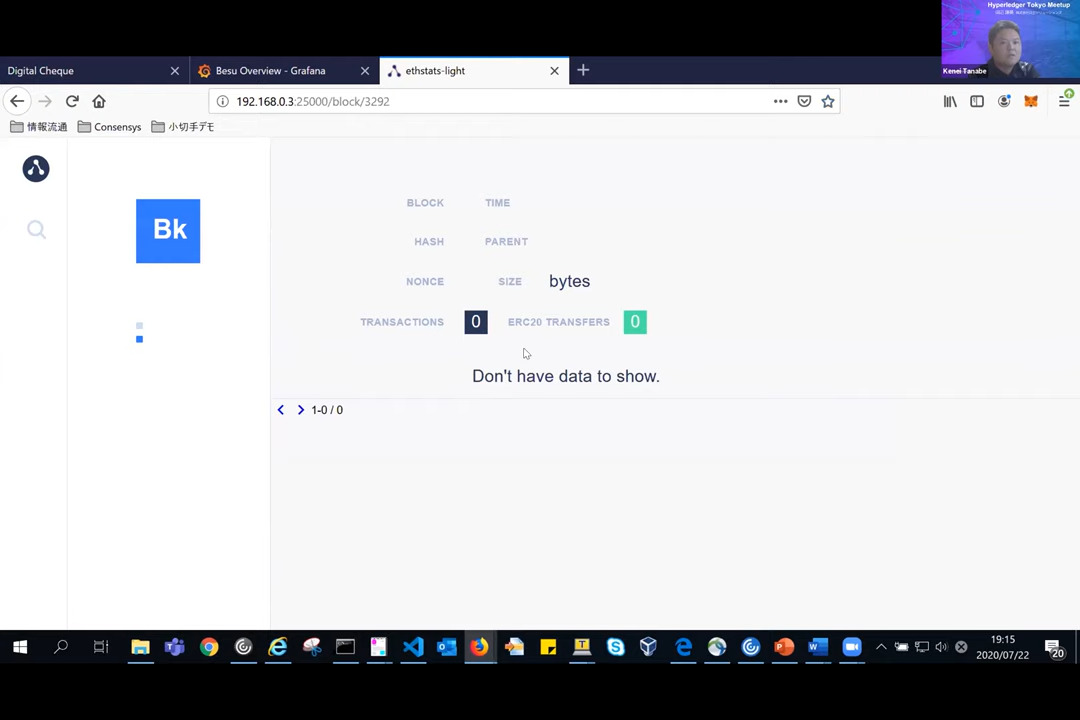 Hyperledger Tokyo Meetup
Kenei Tanabe
Digital Cheque
Besu Overview - Grafana
ethstats-light
192.168.0.3:25000/block/3292
情報流通
Consensys
小切手デモ
Bk
BLOCK TIME
HASH PARENT
NONCE SIZE bytes
TRANSACTIONS 0 ERC20 TRANSFERS 0
Don't have data to show.
1-0 / 0
19:15
2020/07/22
20